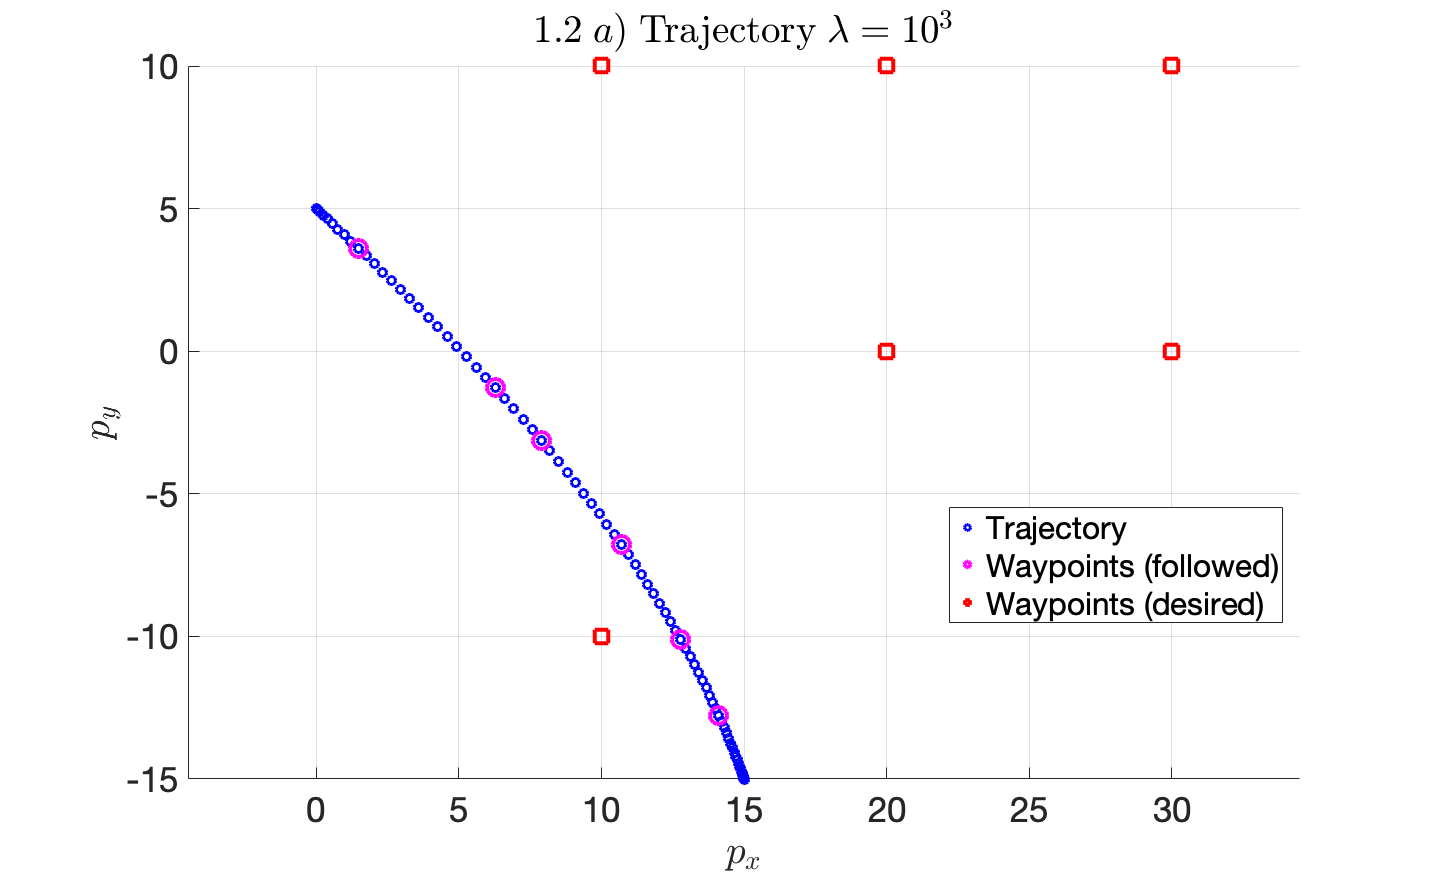 1.2 a) Trajectory λ = 10³
10
5
0
-5
-10
-15
p_y
Trajectory
Waypoints (followed)
Waypoints (desired)
0 5 10 15 20 25 30
p_x